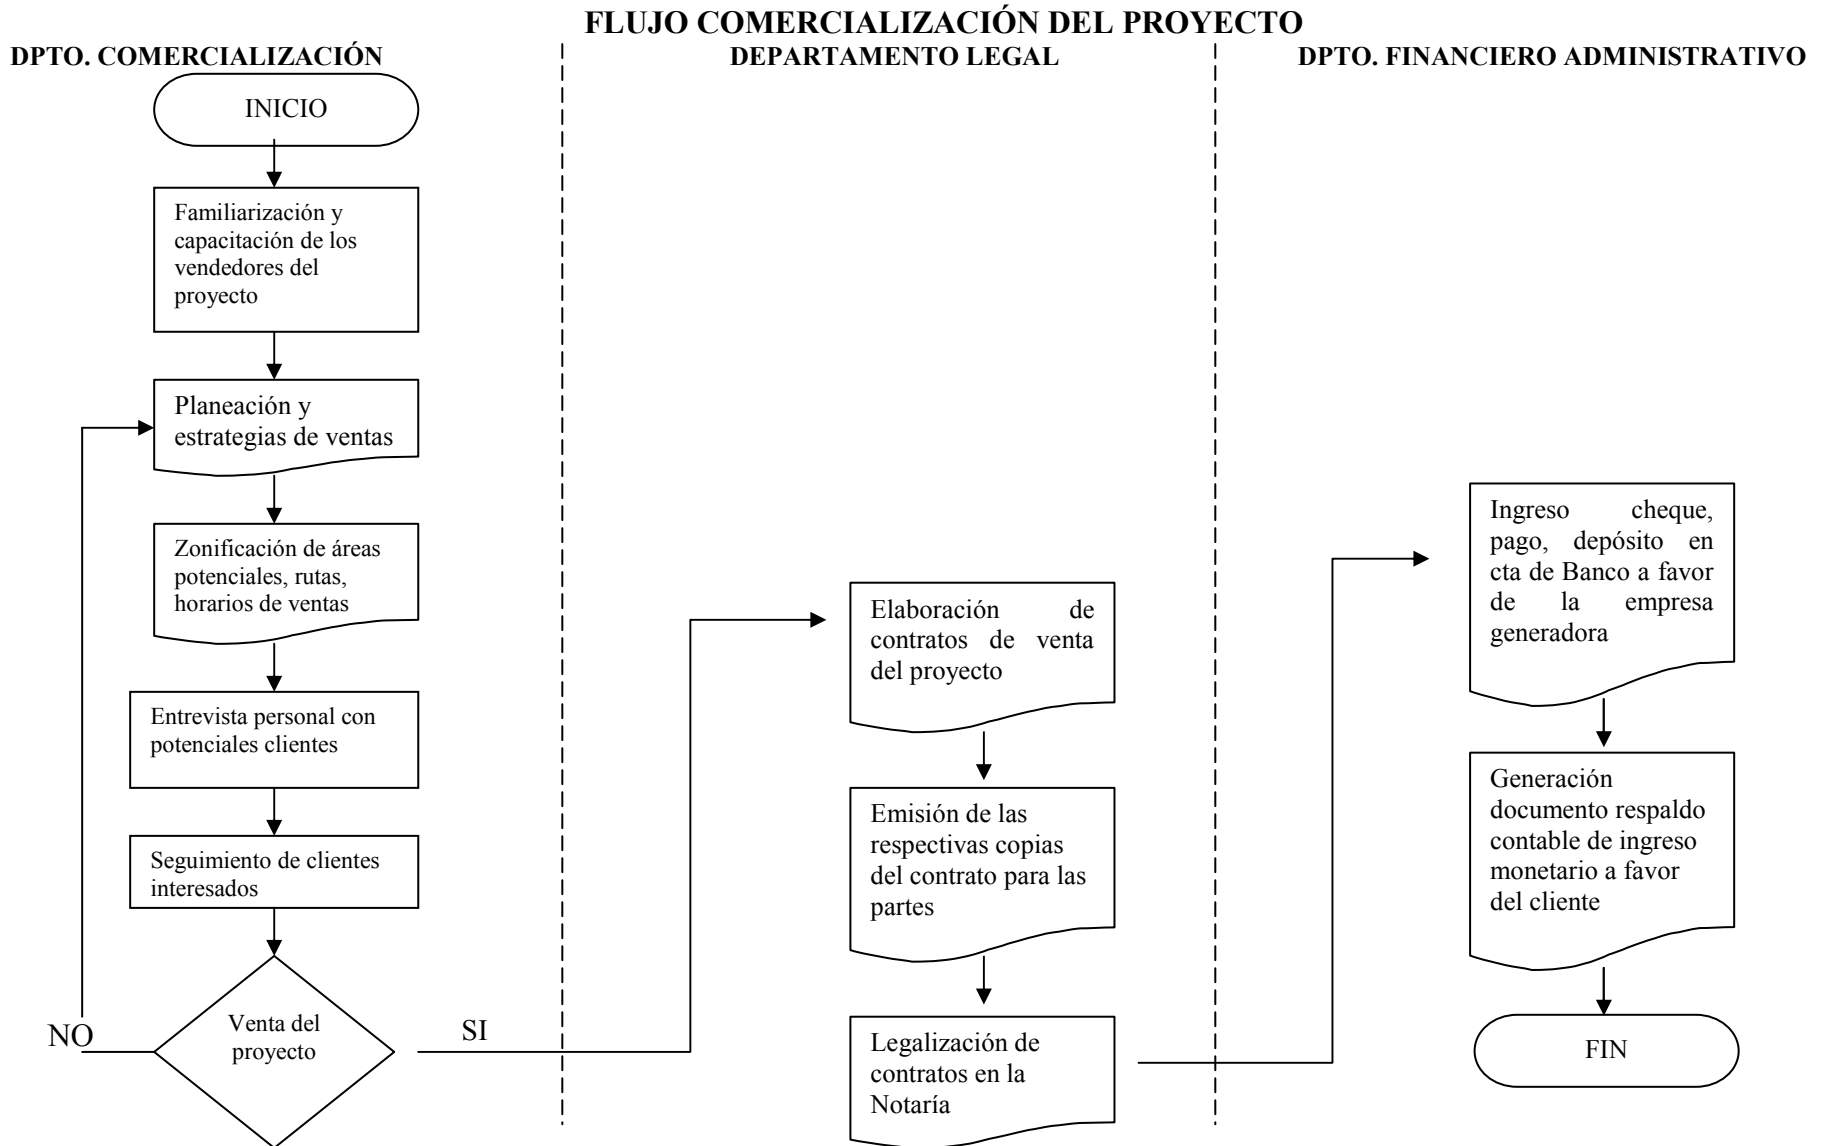 FLUJO COMERCIALIZACIÓN DEL PROYECTO
DPTO. COMERCIALIZACIÓN
DEPARTAMENTO LEGAL
DPTO. FINANCIERO ADMINISTRATIVO
INICIO
Familiarización y
capacitación de los
vendedores del
proyecto
Planeación y
estrategias de ventas
Zonificación de áreas
potenciales, rutas,
horarios de ventas
Entrevista personal con
potenciales clientes
Seguimiento de clientes
interesados
Venta del
proyecto
NO
SI
Elaboración de
contratos de venta
del proyecto
Emisión de las
respectivas copias
del contrato para las
partes
Legalización de
contratos en la
Notaría
Ingreso cheque,
pago, depósito en
cta de Banco a favor
de la empresa
generadora
Generación
documento respaldo
contable de ingreso
monetario a favor
del cliente
FIN